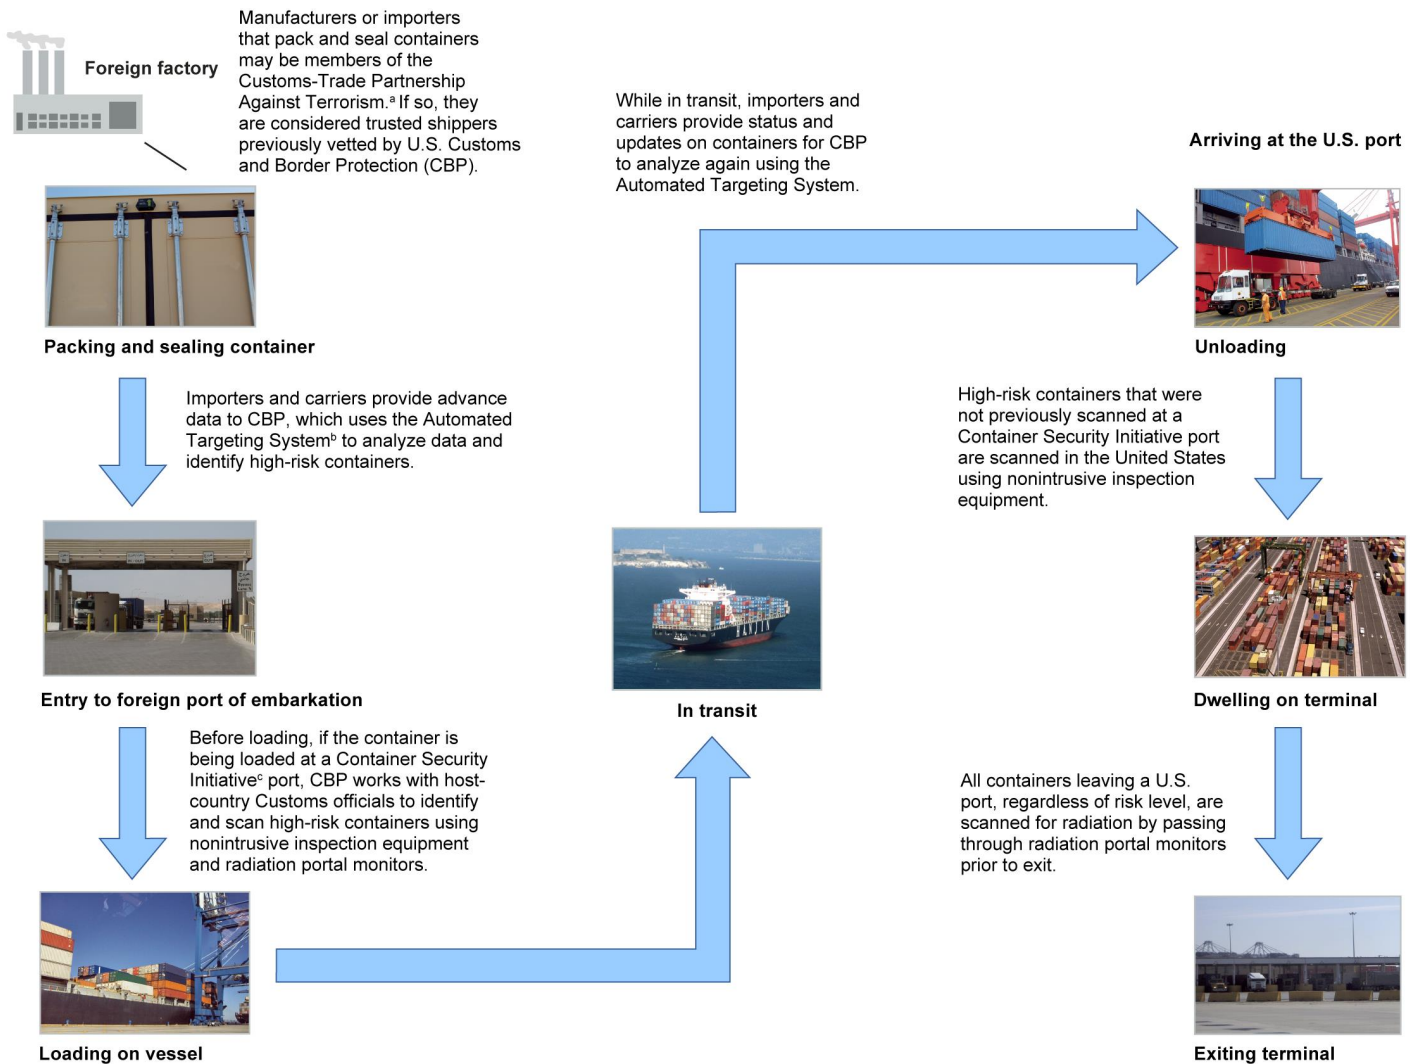 Foreign factory
Manufacturers or importers
that pack and seal containers
may be members of the
Customs-Trade Partnership
Against Terrorism.ᵃ If so, they
are considered trusted shippers
previously vetted by U.S. Customs
and Border Protection (CBP).
Packing and sealing container
Importers and carriers provide advance
data to CBP, which uses the Automated
Targeting Systemᵇ to analyze data and
identify high-risk containers.
Entry to foreign port of embarkation
Before loading, if the container is
being loaded at a Container Security
Initiativeᶜ port, CBP works with host-
country Customs officials to identify
and scan high-risk containers using
nonintrusive inspection equipment
and radiation portal monitors.
Loading on vessel
HANJIN
In transit
While in transit, importers and
carriers provide status and
updates on containers for CBP
to analyze again using the
Automated Targeting System.
Arriving at the U.S. port
Unloading
High-risk containers that were
not previously scanned at a
Container Security Initiative port
are scanned in the United States
using nonintrusive inspection
equipment.
Dwelling on terminal
All containers leaving a U.S.
port, regardless of risk level, are
scanned for radiation by passing
through radiation portal monitors
prior to exit.
Exiting terminal